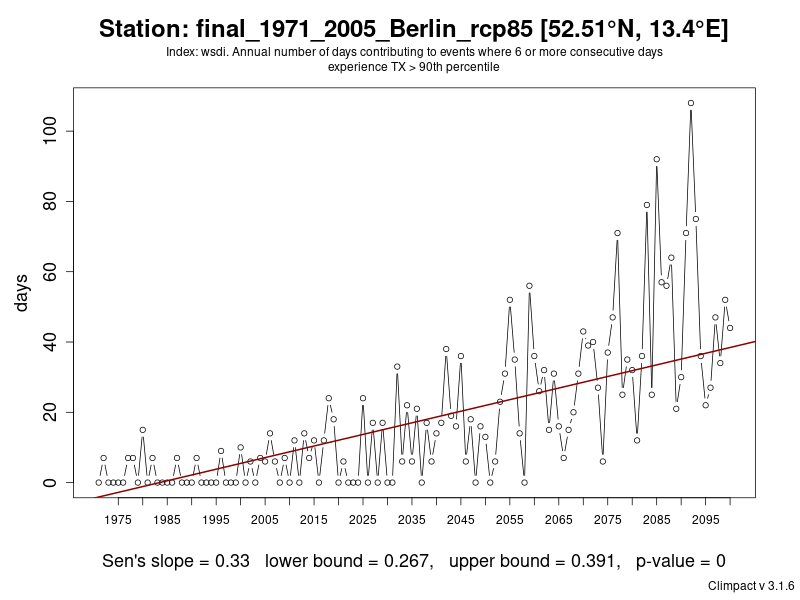 Station: final_1971_2005_Berlin_rcp85 [52.51°N, 13.4°E]
Index: wsdi. Annual number of days contributing to events where 6 or more consecutive days
experience TX > 90th percentile
100
80
60
40
20
0
days
1975 1985 1995 2005 2015 2025 2035 2045 2055 2065 2075 2085 2095
Sen's slope = 0.33 lower bound = 0.267, upper bound = 0.391, p-value = 0
Climpact v 3.1.6